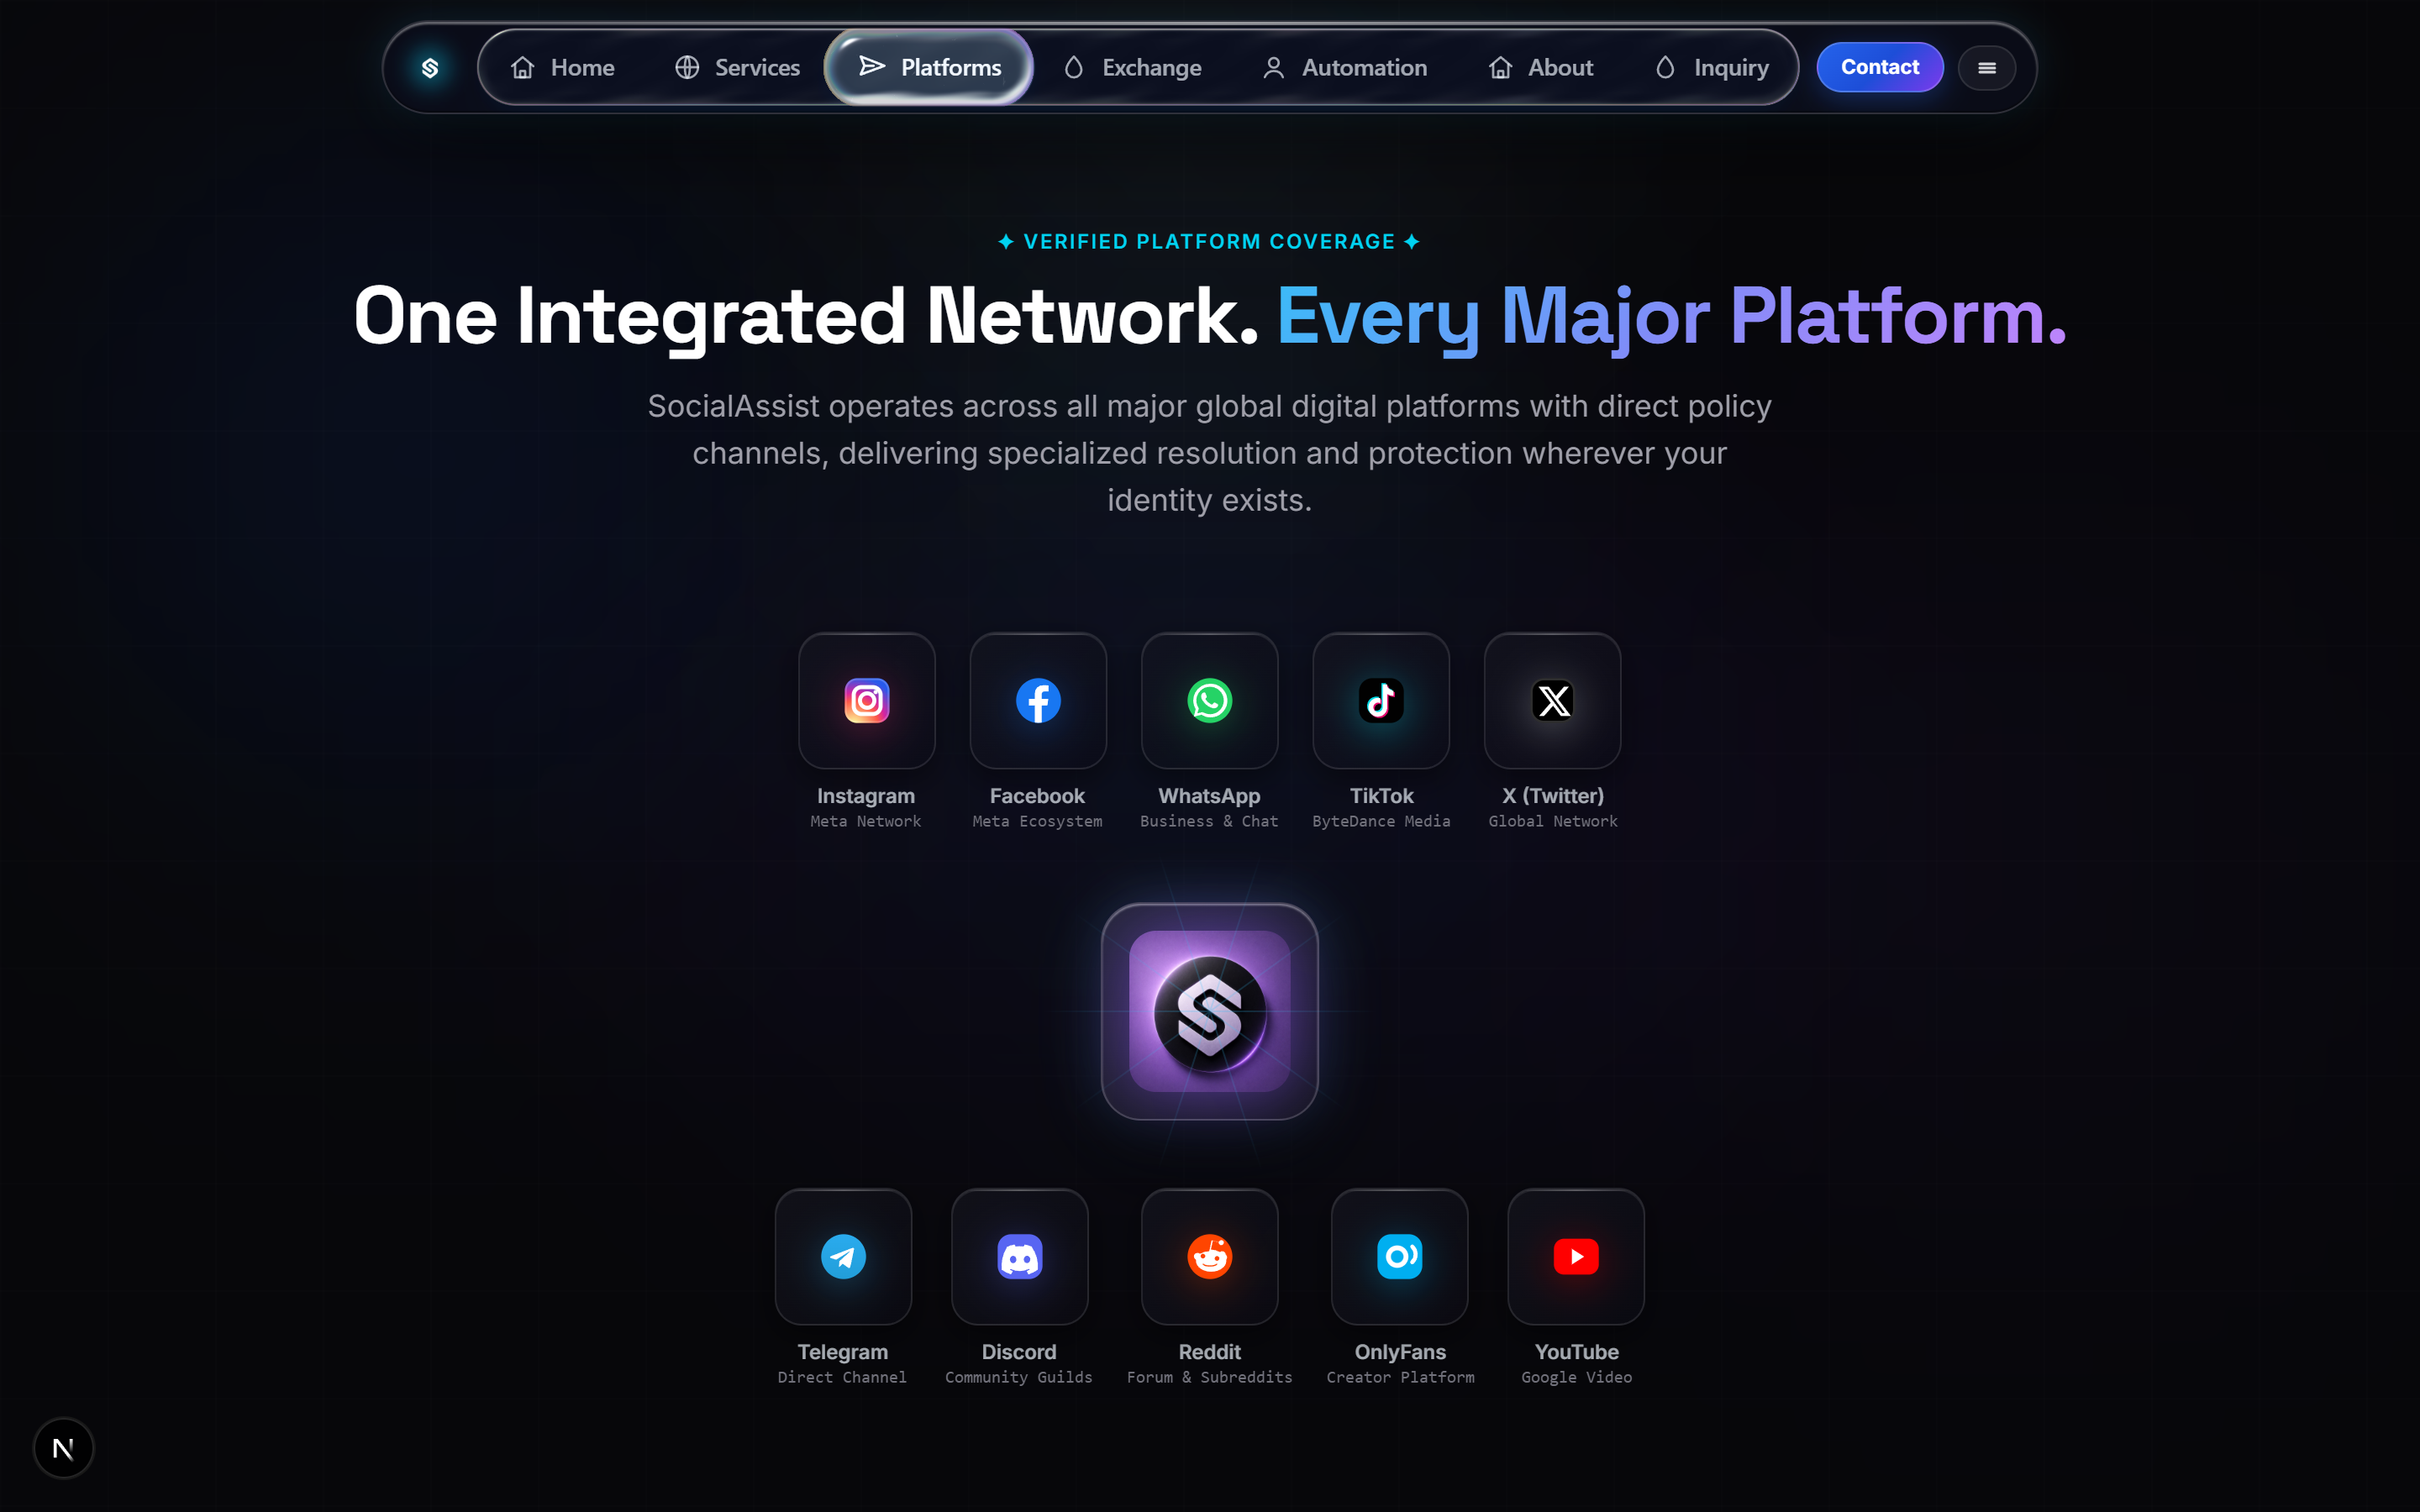 Home Services Platforms Exchange Automation About Inquiry Contact
✦ VERIFIED PLATFORM COVERAGE ✦
One Integrated Network. Every Major Platform.
SocialAssist operates across all major global digital platforms with direct policy
channels, delivering specialized resolution and protection wherever your
identity exists.
Instagram Facebook WhatsApp TikTok X (Twitter)
Meta Network Meta Ecosystem Business & Chat ByteDance Media Global Network
Telegram Discord Reddit OnlyFans YouTube
Direct Channel Community Guilds Forum & Subreddits Creator Platform Google Video
N